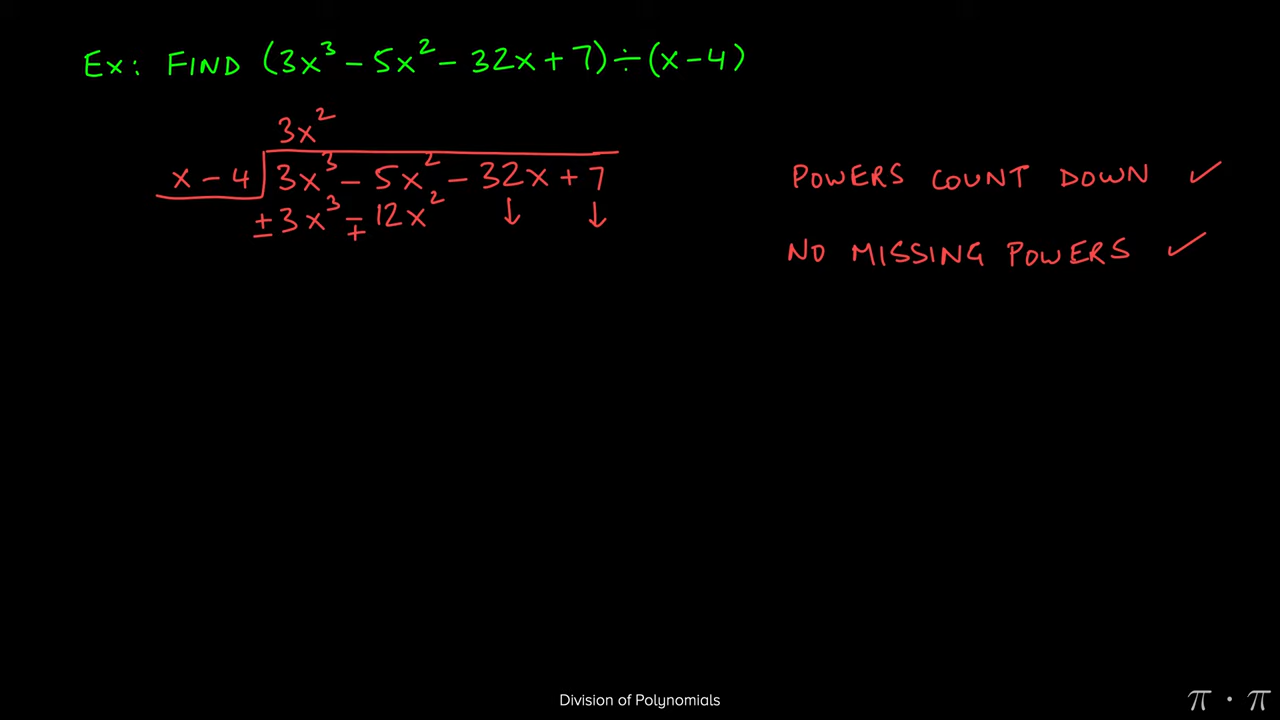 Ex: FIND (3x³ − 5x² − 32x + 7) ÷ (x − 4)
3x²
x − 4 3x³ − 5x² − 32x + 7
± 3x³ ∓ 12x² ↓ ↓
POWERS COUNT DOWN ✓
NO MISSING POWERS ✓
Division of Polynomials
π · π